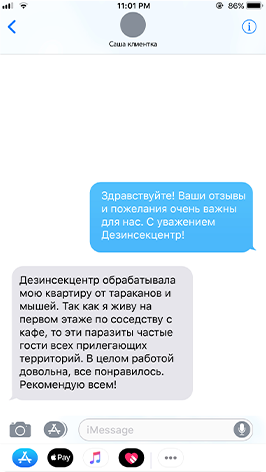 11:01 PM
86%
Саша клиентка
Здравствуйте! Ваши отзывы
и пожелания очень важны
для нас. С уважением
Дезинсекцентр!
Дезинсекцентр обрабатывала
мою квартиру от тараканов и
мышей. Так как я живу на
первом этаже по соседству с
кафе, то эти паразиты частые
гости всех прилегающих
территорий. В целом работой
довольна, все понравилось.
Рекомендую всем!
iMessage
Pay